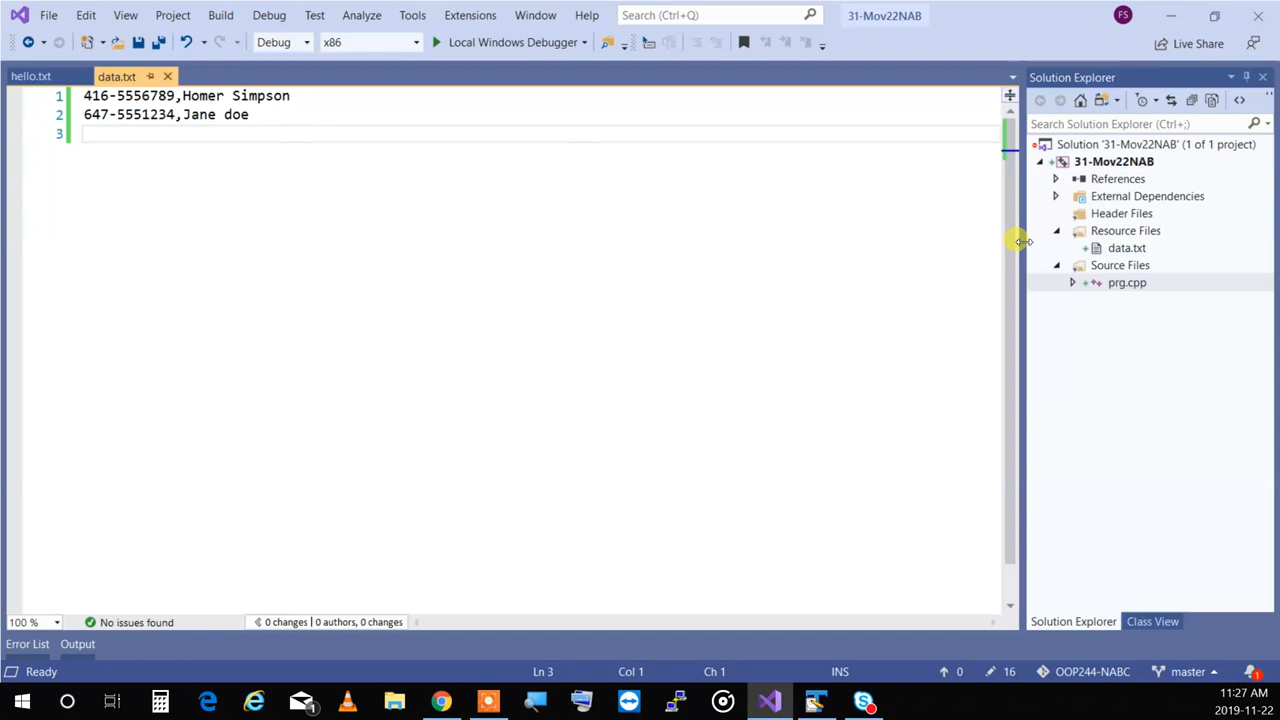 File Edit View Project Build Debug Test Analyze Tools Extensions Window Help Search (Ctrl+Q) 31-Mov22NAB FS
Debug x86 Local Windows Debugger Live Share
hello.txt data.txt
1 416-5556789,Homer Simpson
2 647-5551234,Jane doe
3
Solution Explorer
Search Solution Explorer (Ctrl+;)
Solution '31-Mov22NAB' (1 of 1 project)
31-Mov22NAB
References
External Dependencies
Header Files
Resource Files
data.txt
Source Files
prg.cpp
100 % No issues found 0 changes | 0 authors, 0 changes
Solution Explorer Class View
Error List Output
Ready Ln 3 Col 1 Ch 1 INS 0 16 OOP244-NABC master 1
1
11:27 AM
2019-11-22